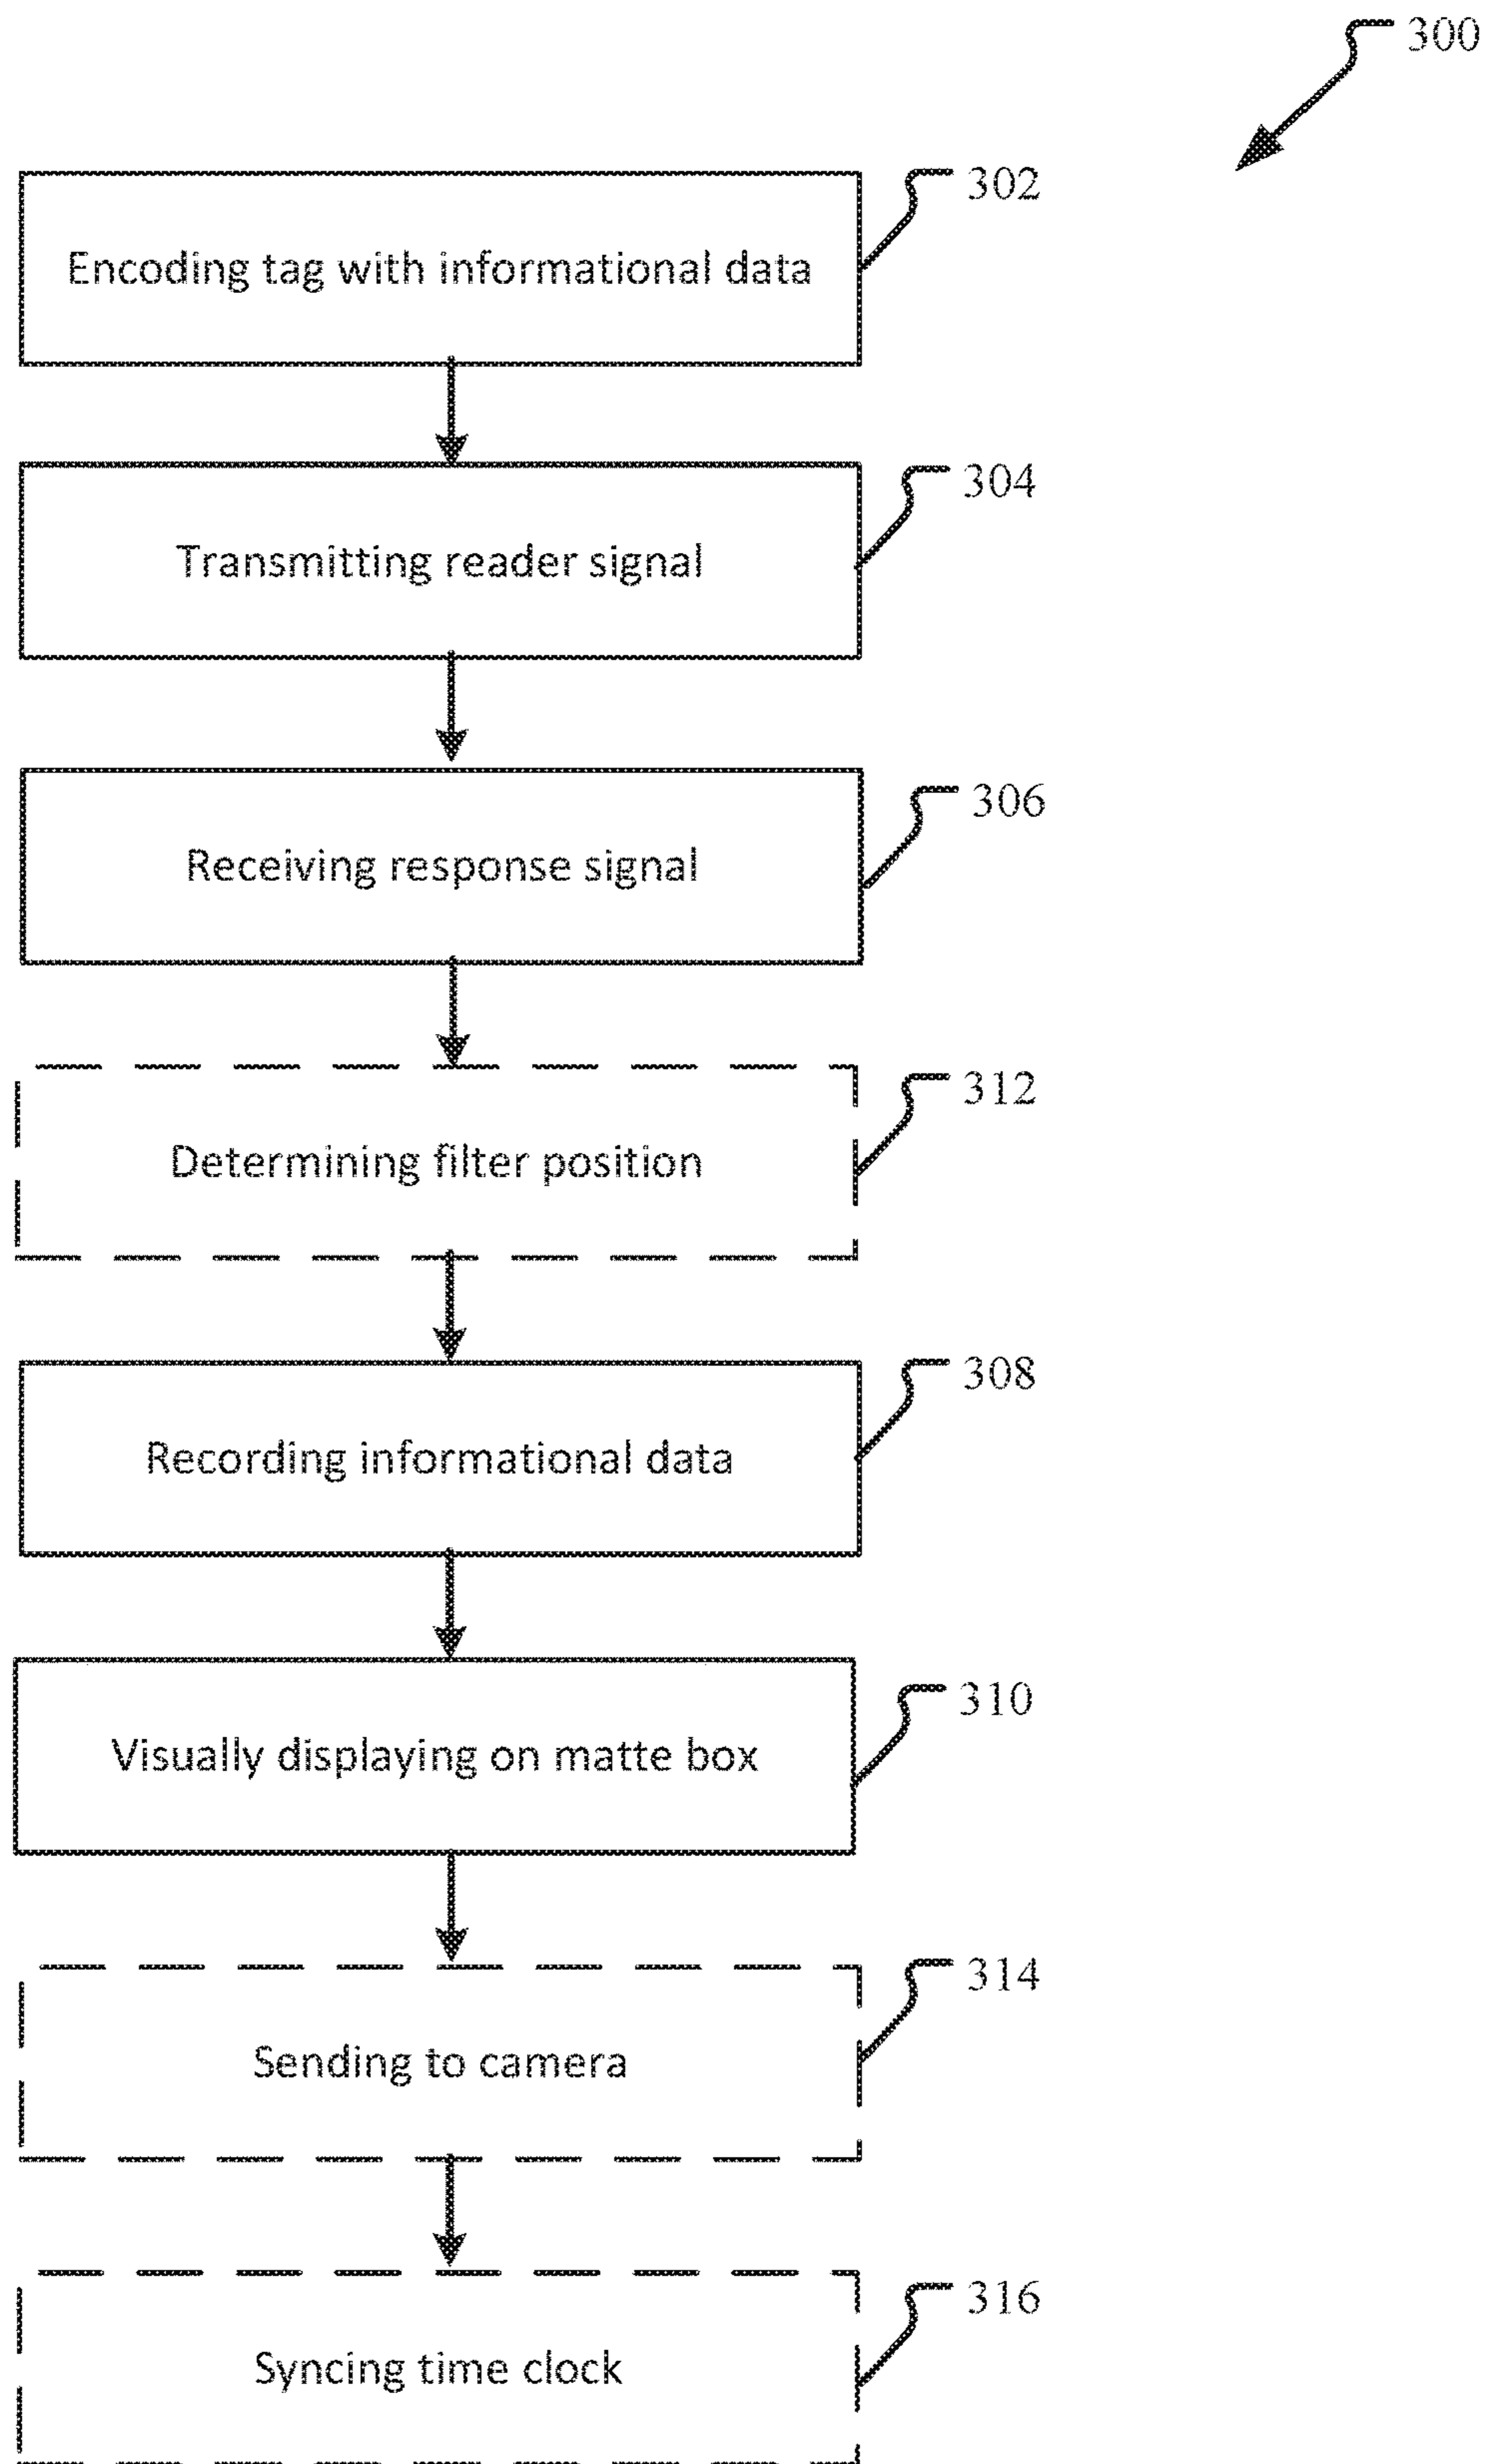 300
Encoding tag with informational data
302
Transmitting reader signal
304
Receiving response signal
306
Determining filter position
312
Recording informational data
308
Visually displaying on matte box
310
Sending to camera
314
Syncing time clock
316